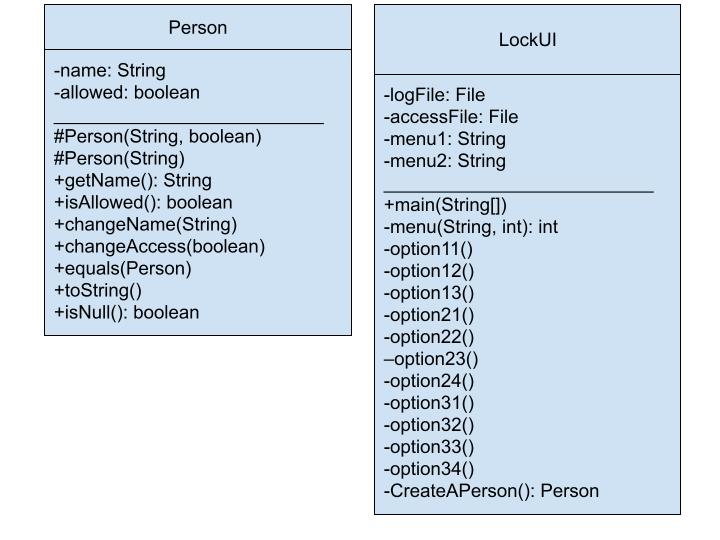 Person
-name: String
-allowed: boolean
#Person(String, boolean)
#Person(String)
+getName(): String
+isAllowed(): boolean
+changeName(String)
+changeAccess(boolean)
+equals(Person)
+toString()
+isNull(): boolean
LockUI
-logFile: File
-accessFile: File
-menu1: String
-menu2: String
+main(String[])
-menu(String, int): int
-option11()
-option12()
-option13()
-option21()
-option22()
–option23()
-option24()
-option31()
-option32()
-option33()
-option34()
-CreateAPerson(): Person